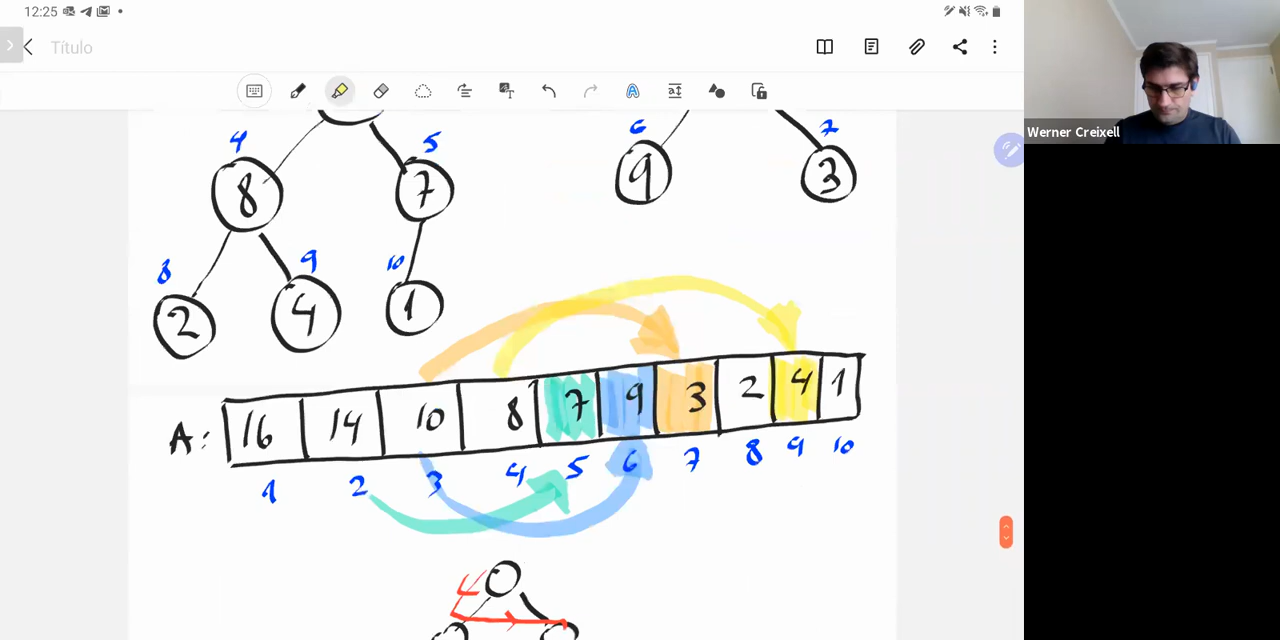 12:25
Título
Werner Creixell
4 5 6 7
8 7 9 3
8 9 10
2 4 1
A: 16 14 10 8 7 9 3 2 4 1
1 2 3 4 5 6 7 8 9 10